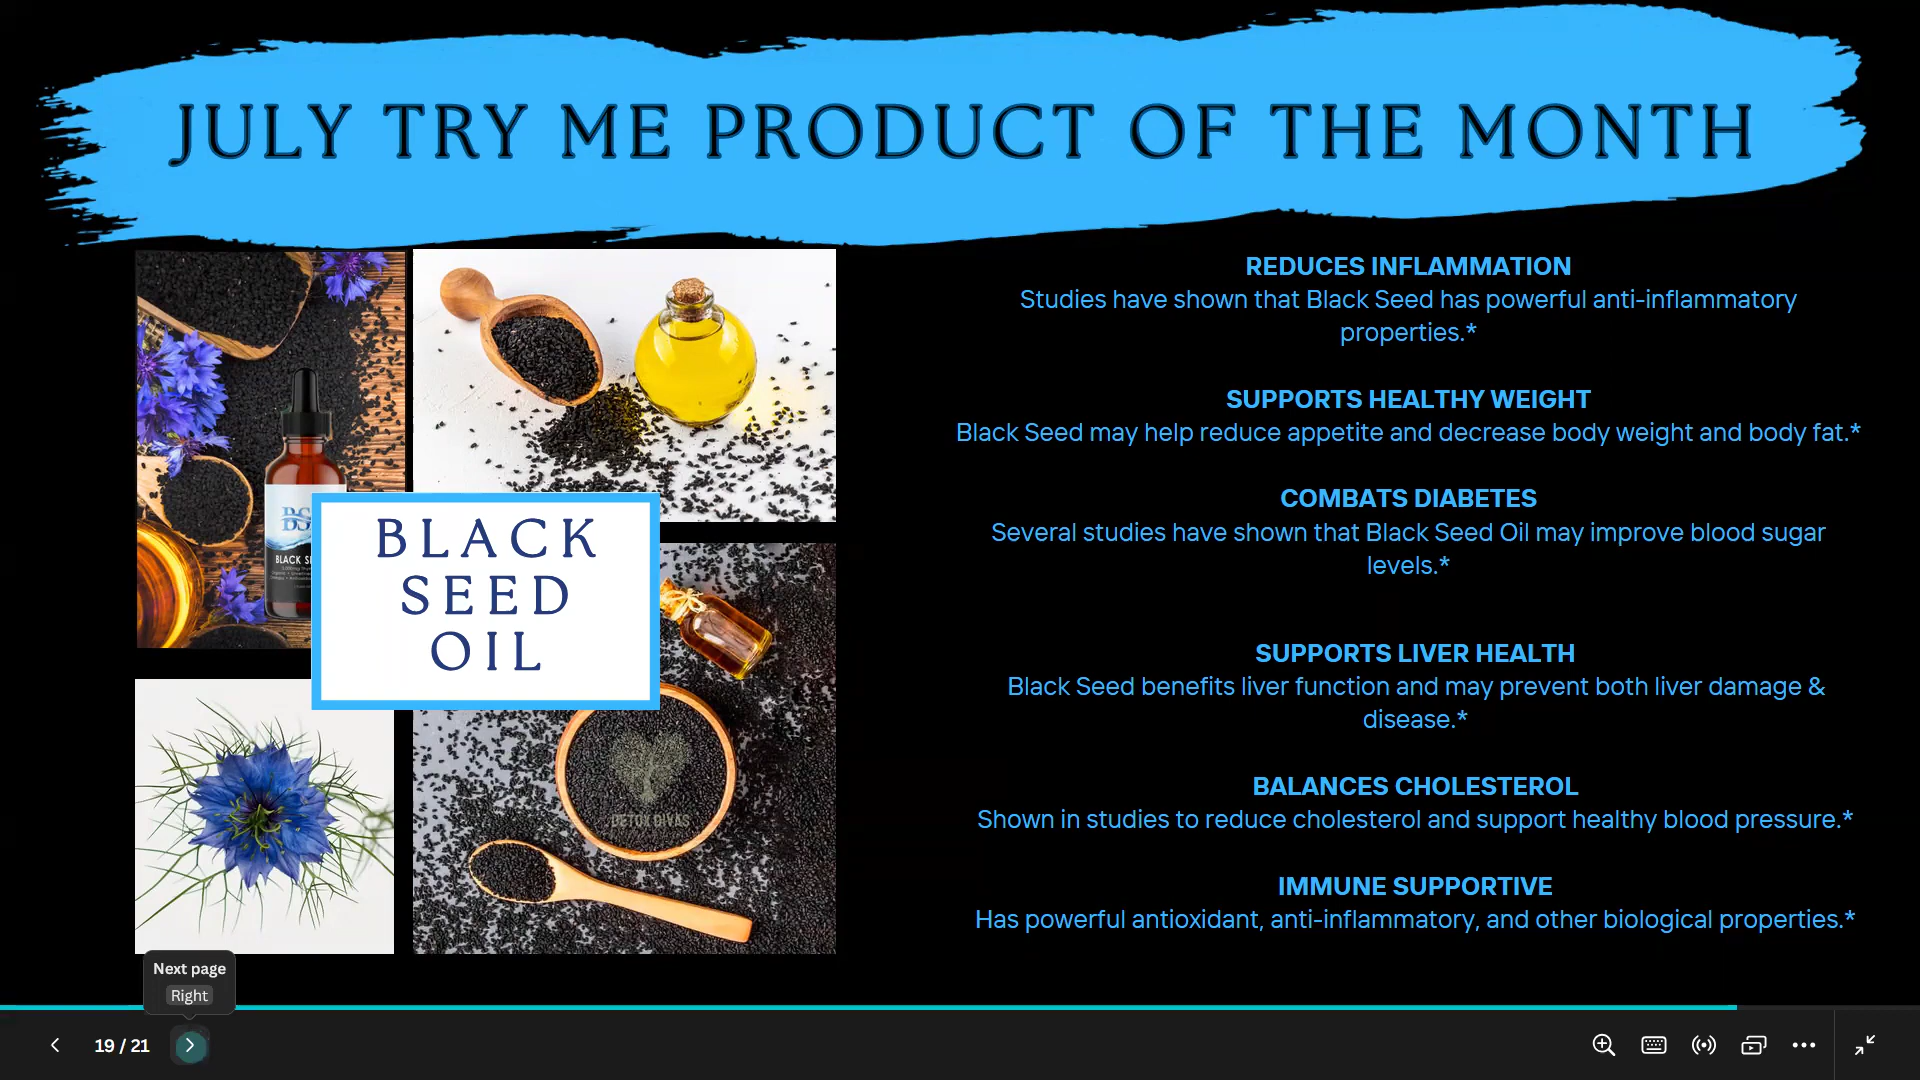 JULY TRY ME PRODUCT OF THE MONTH
BLACK
SEED
OIL
DETOX DIVAS
REDUCES INFLAMMATION
Studies have shown that Black Seed has powerful anti-inflammatory
properties.*
SUPPORTS HEALTHY WEIGHT
Black Seed may help reduce appetite and decrease body weight and body fat.*
COMBATS DIABETES
Several studies have shown that Black Seed Oil may improve blood sugar
levels.*
SUPPORTS LIVER HEALTH
Black Seed benefits liver function and may prevent both liver damage &
disease.*
BALANCES CHOLESTEROL
Shown in studies to reduce cholesterol and support healthy blood pressure.*
IMMUNE SUPPORTIVE
Has powerful antioxidant, anti-inflammatory, and other biological properties.*
Next page
Right
19 / 21